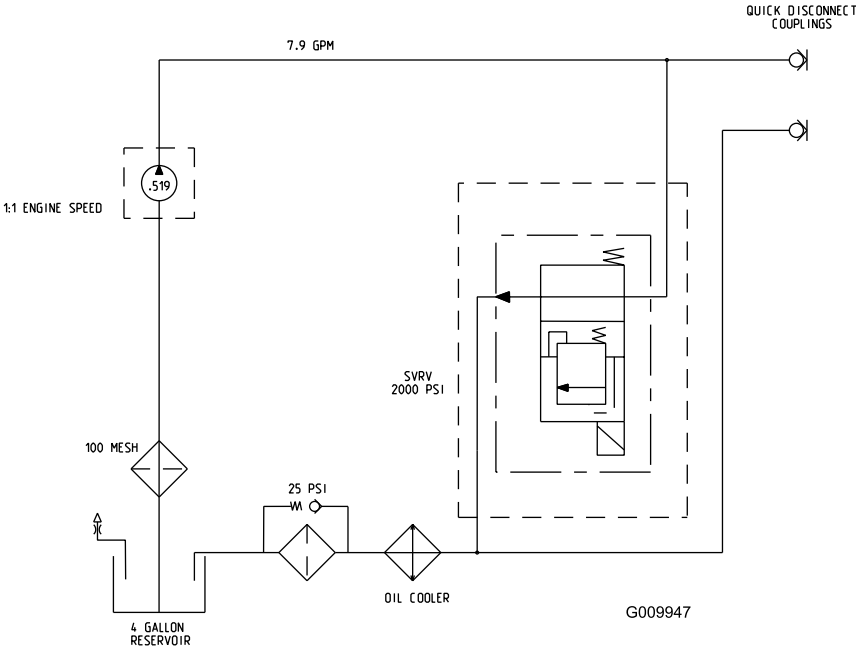 QUICK DISCONNECT
COUPLINGS
7.9 GPM
.519
1:1 ENGINE SPEED
SVRV
2000 PSI
100 MESH
25 PSI
OIL COOLER
G009947
4 GALLON
RESERVOIR